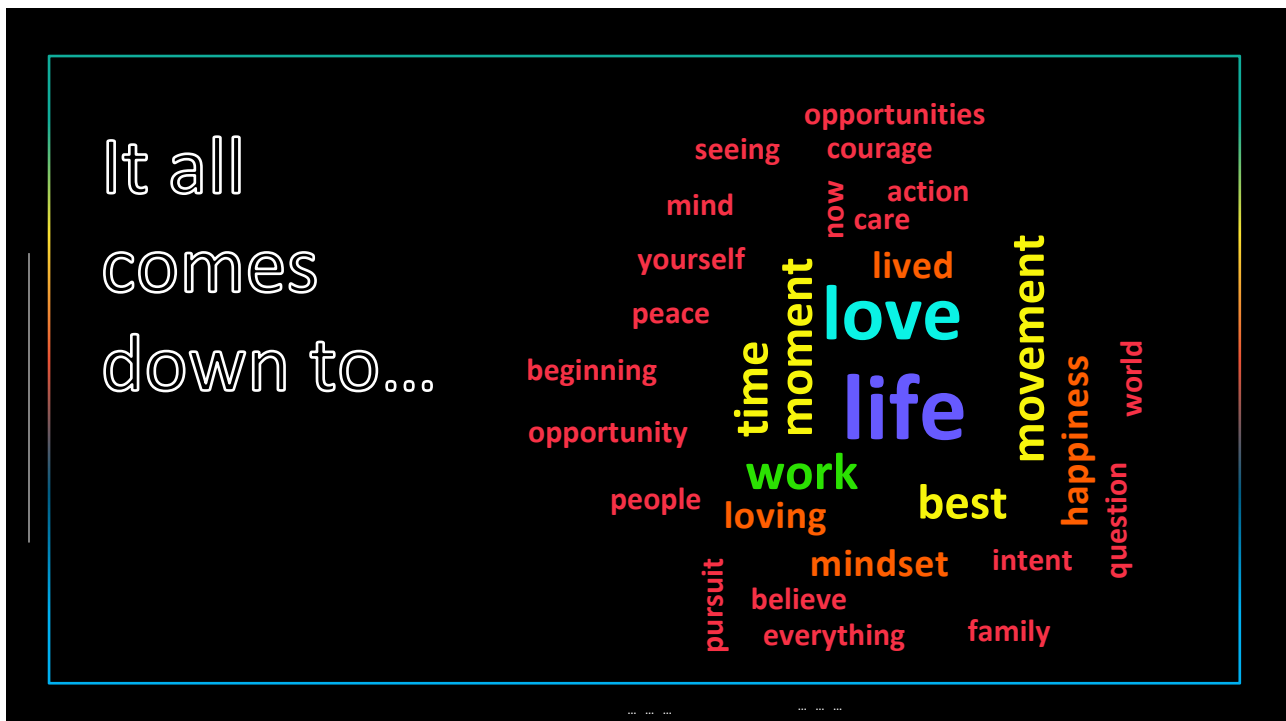 It all
comes
down to...
opportunities
seeing
courage
mind
now
action
care
yourself
lived
love
moment
movement
peace
time
world
beginning
life
happiness
opportunity
work
best
people
loving
question
mindset
intent
pursuit
believe
everything
family
... ... ...
... ... ...